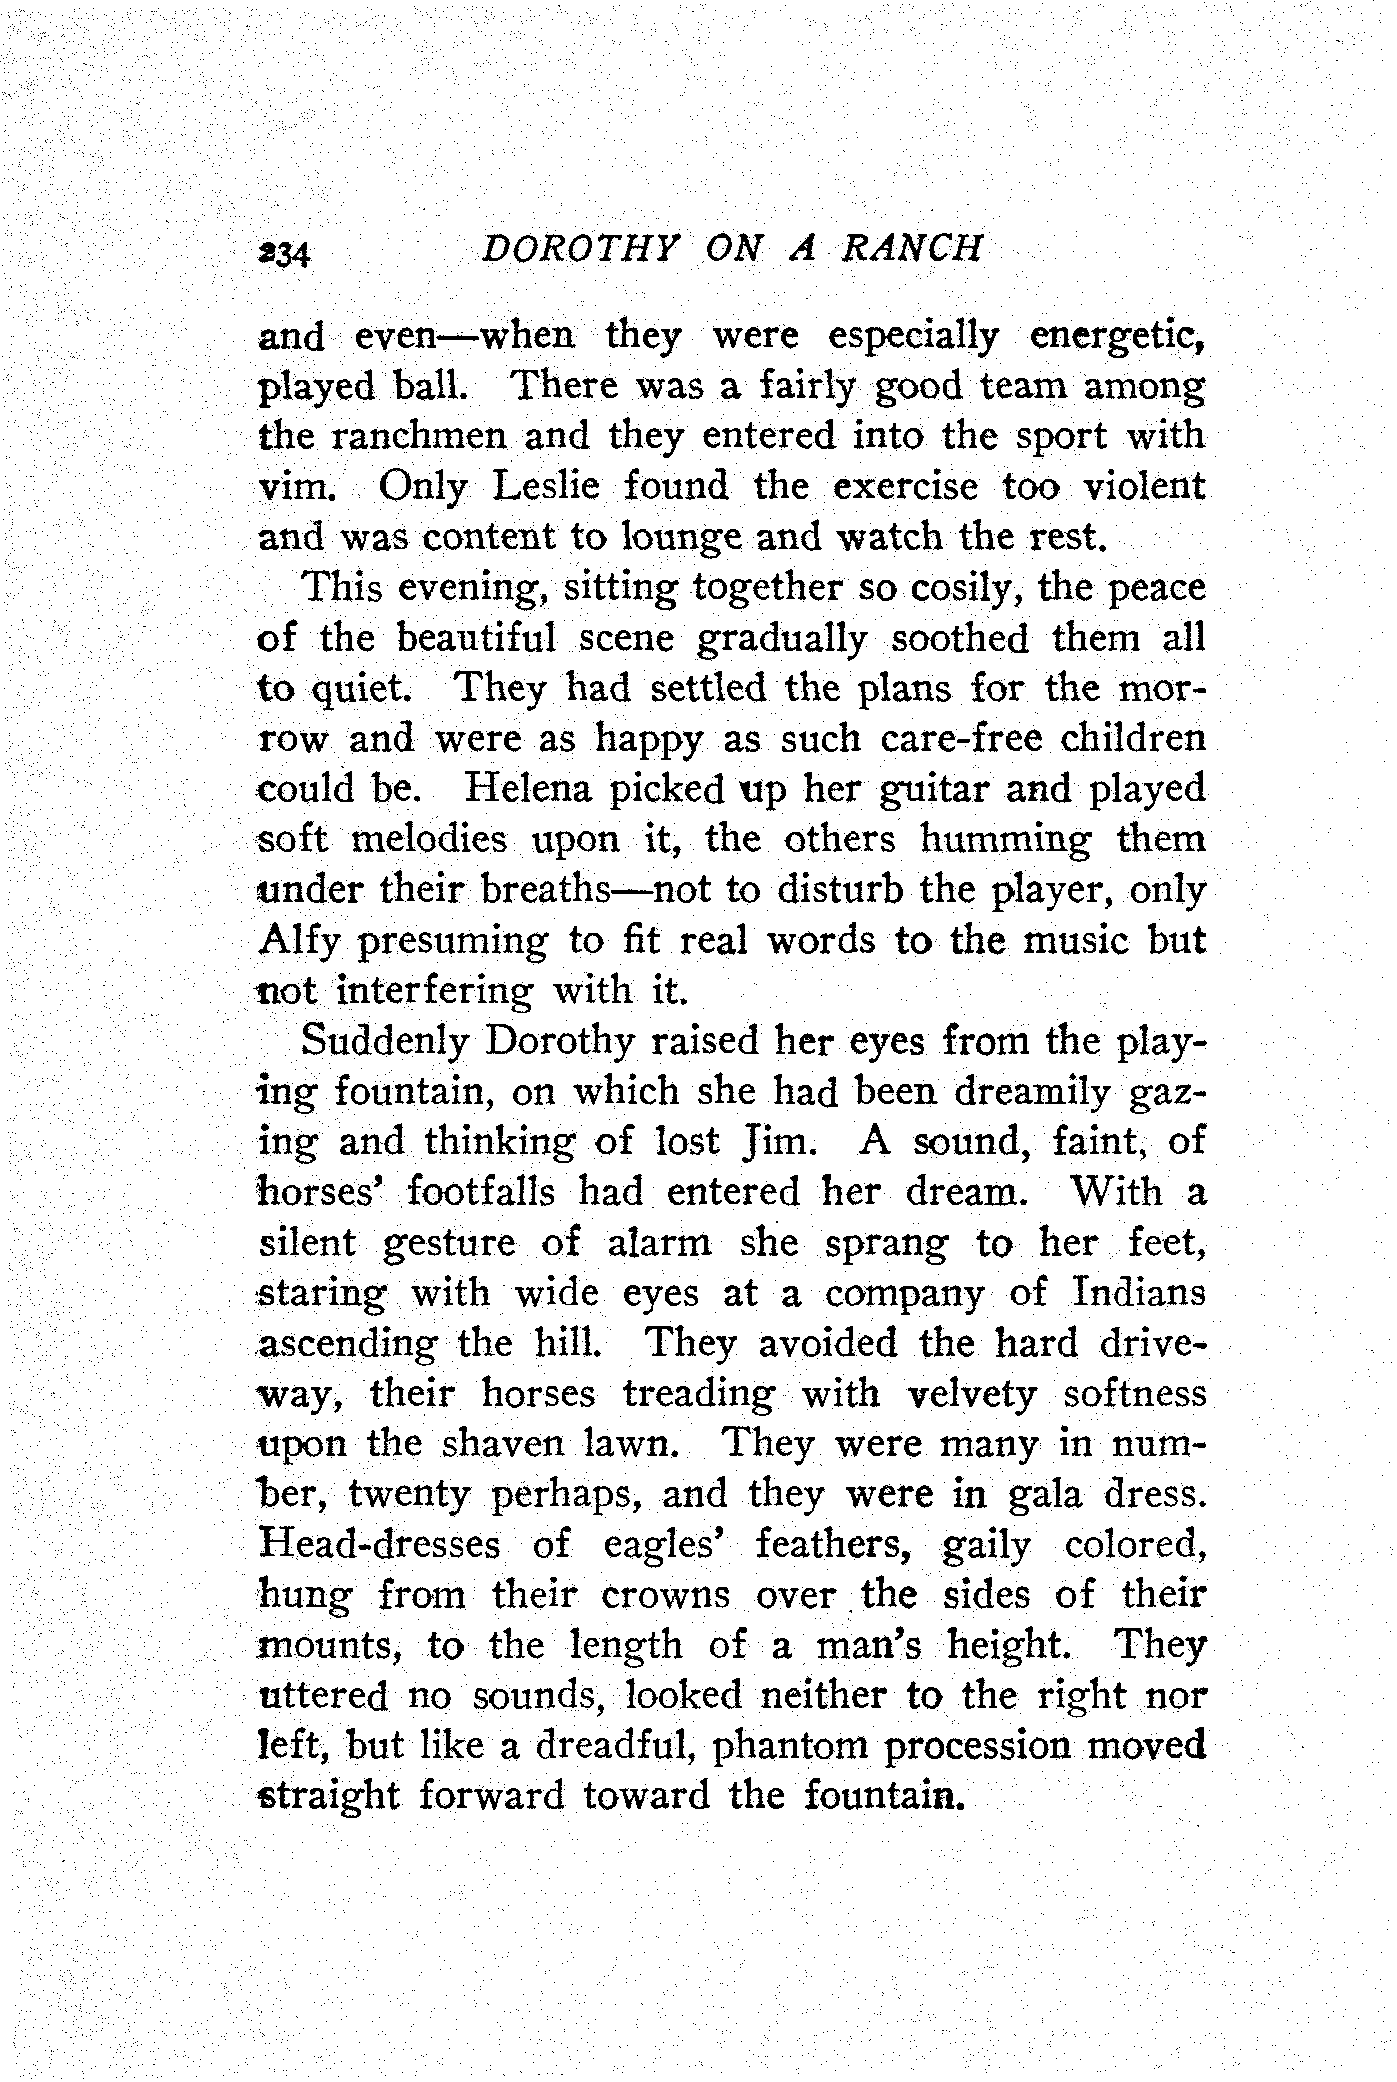 234 DOROTHY ON A RANCH
and even—when they were especially energetic,
played ball. There was a fairly good team among
the ranchmen and they entered into the sport with
vim. Only Leslie found the exercise too violent
and was content to lounge and watch the rest.
This evening, sitting together so cosily, the peace
of the beautiful scene gradually soothed them all
to quiet. They had settled the plans for the mor-
row and were as happy as such care-free children
could be. Helena picked up her guitar and played
soft melodies upon it, the others humming them
under their breaths—not to disturb the player, only
Alfy presuming to fit real words to the music but
not interfering with it.
Suddenly Dorothy raised her eyes from the play-
ing fountain, on which she had been dreamily gaz-
ing and thinking of lost Jim. A sound, faint, of
horses' footfalls had entered her dream. With a
silent gesture of alarm she sprang to her feet,
staring with wide eyes at a company of Indians
ascending the hill. They avoided the hard drive-
way, their horses treading with velvety softness
upon the shaven lawn. They were many in num-
ber, twenty perhaps, and they were in gala dress.
Head-dresses of eagles' feathers, gaily colored,
hung from their crowns over the sides of their
mounts, to the length of a man's height. They
uttered no sounds, looked neither to the right nor
left, but like a dreadful, phantom procession moved
straight forward toward the fountain.